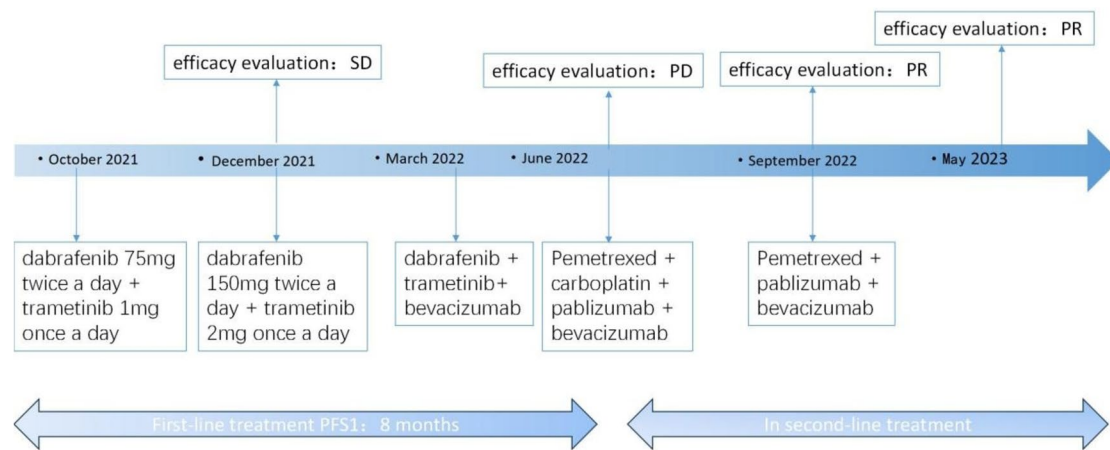 efficacy evaluation：PR
efficacy evaluation：SD
efficacy evaluation：PD
efficacy evaluation：PR
• October 2021
• December 2021
• March 2022
• June 2022
• September 2022
• May 2023
dabrafenib 75mg
twice a day +
trametinib 1mg
once a day
dabrafenib
150mg twice a
day + trametinib
2mg once a day
dabrafenib +
trametinib+
bevacizumab
Pemetrexed +
carboplatin +
pablizumab +
bevacizumab
Pemetrexed +
pablizumab +
bevacizumab
First-line treatment PFS1：8 months
In second-line treatment